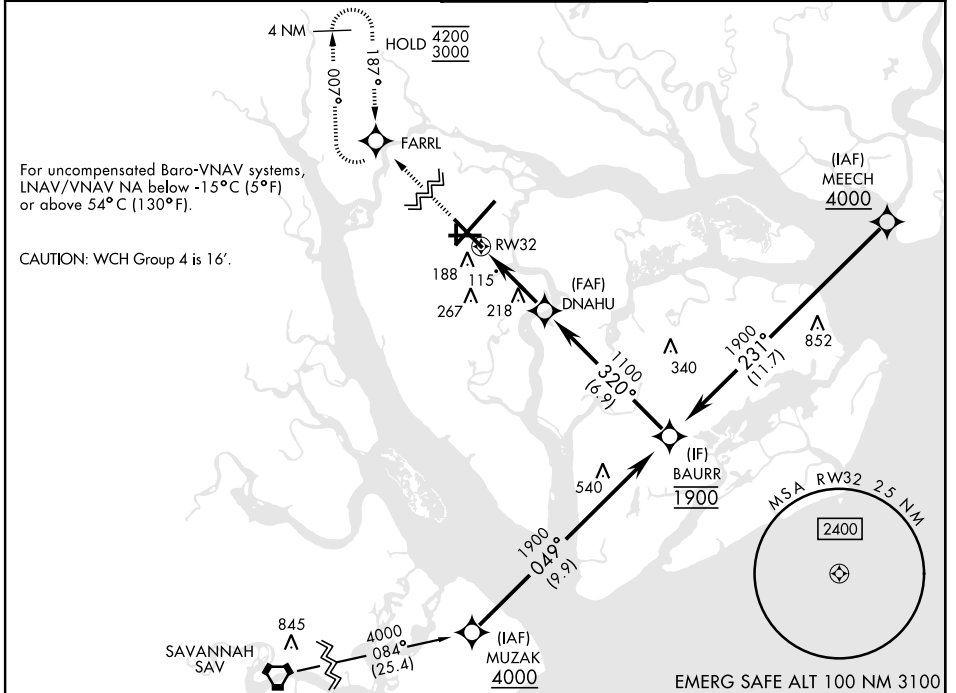 4 NM
HOLD 4200
3000
007°
187°
FARRL
For uncompensated Baro-VNAV systems,
LNAV/VNAV NA below -15°C (5°F)
or above 54°C (130°F).
CAUTION: WCH Group 4 is 16'.
(IAF)
MEECH
4000
RW32
188
115
267
218
(FAF)
DNAHU
1900
231°
(11.7)
852
340
1100
320°
(6.9)
(IF)
BAURR
1900
540
1900
049°
(9.9)
MSA RW32 25 NM
2400
845
SAVANNAH
SAV
4000
084°
(25.4)
(IAF)
MUZAK
4000
EMERG SAFE ALT 100 NM 3100